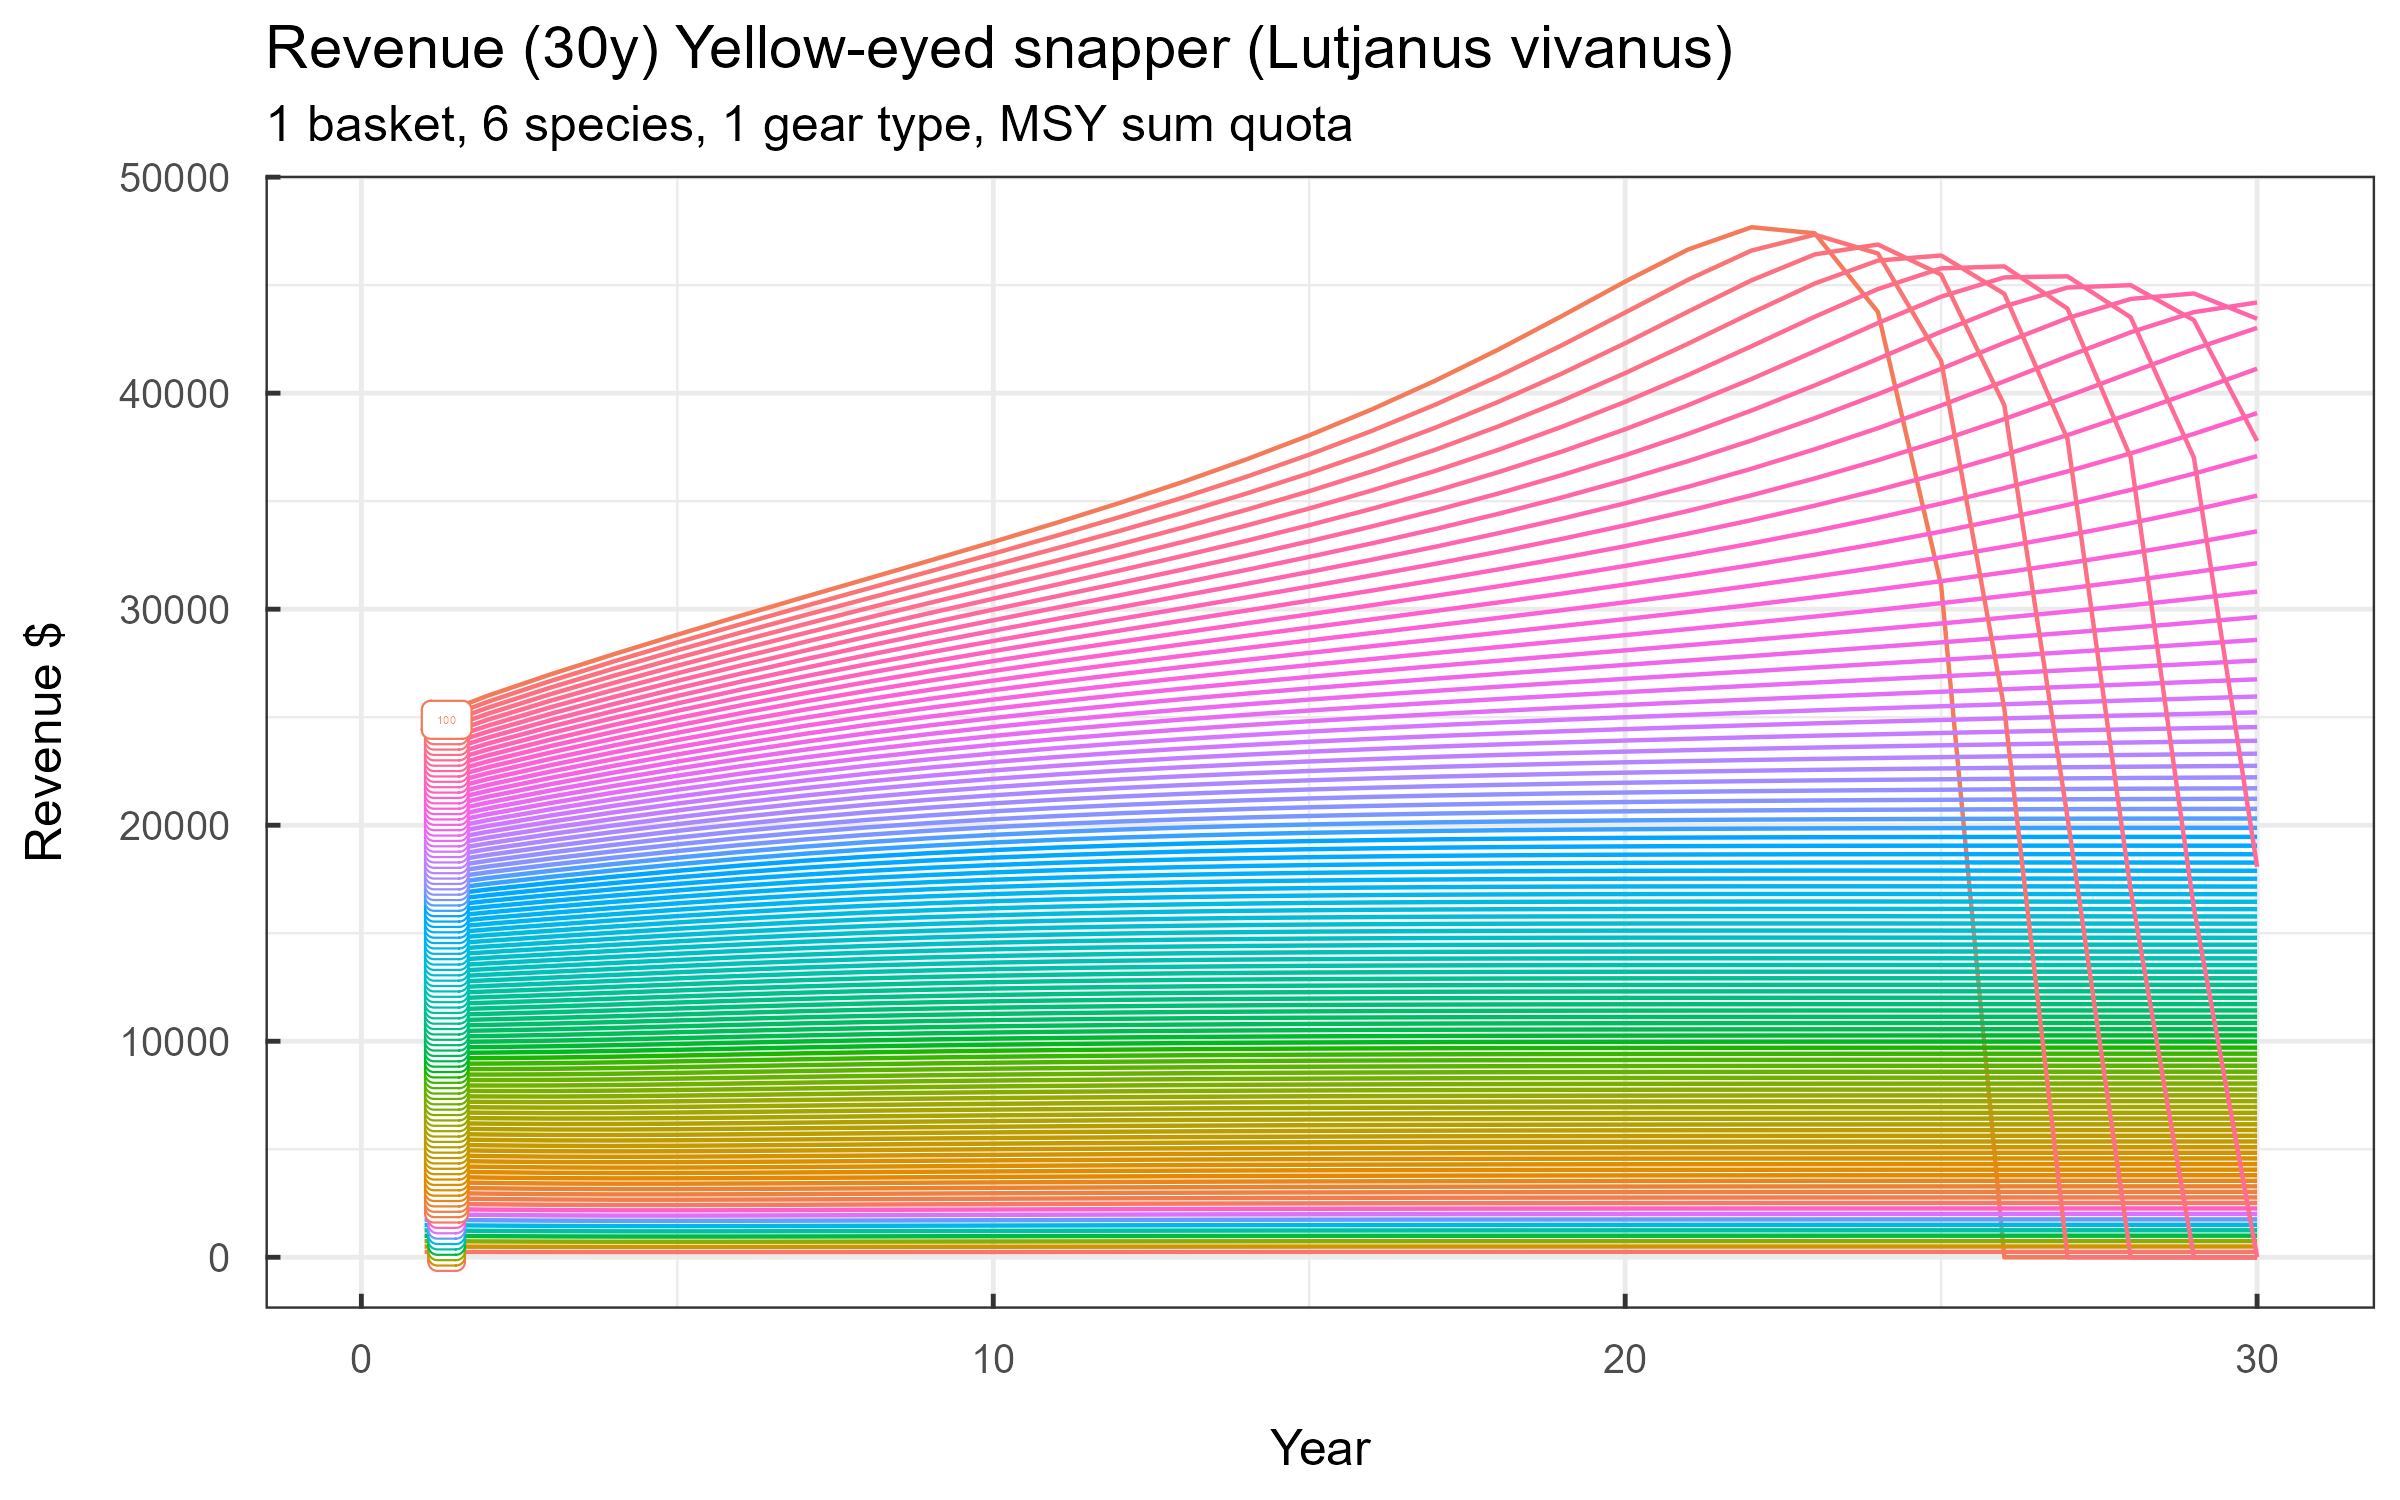 Revenue (30y) Yellow-eyed snapper (Lutjanus vivanus)
1 basket, 6 species, 1 gear type, MSY sum quota
50000
40000
30000
20000
10000
0
Revenue $
100
0 10 20 30
Year